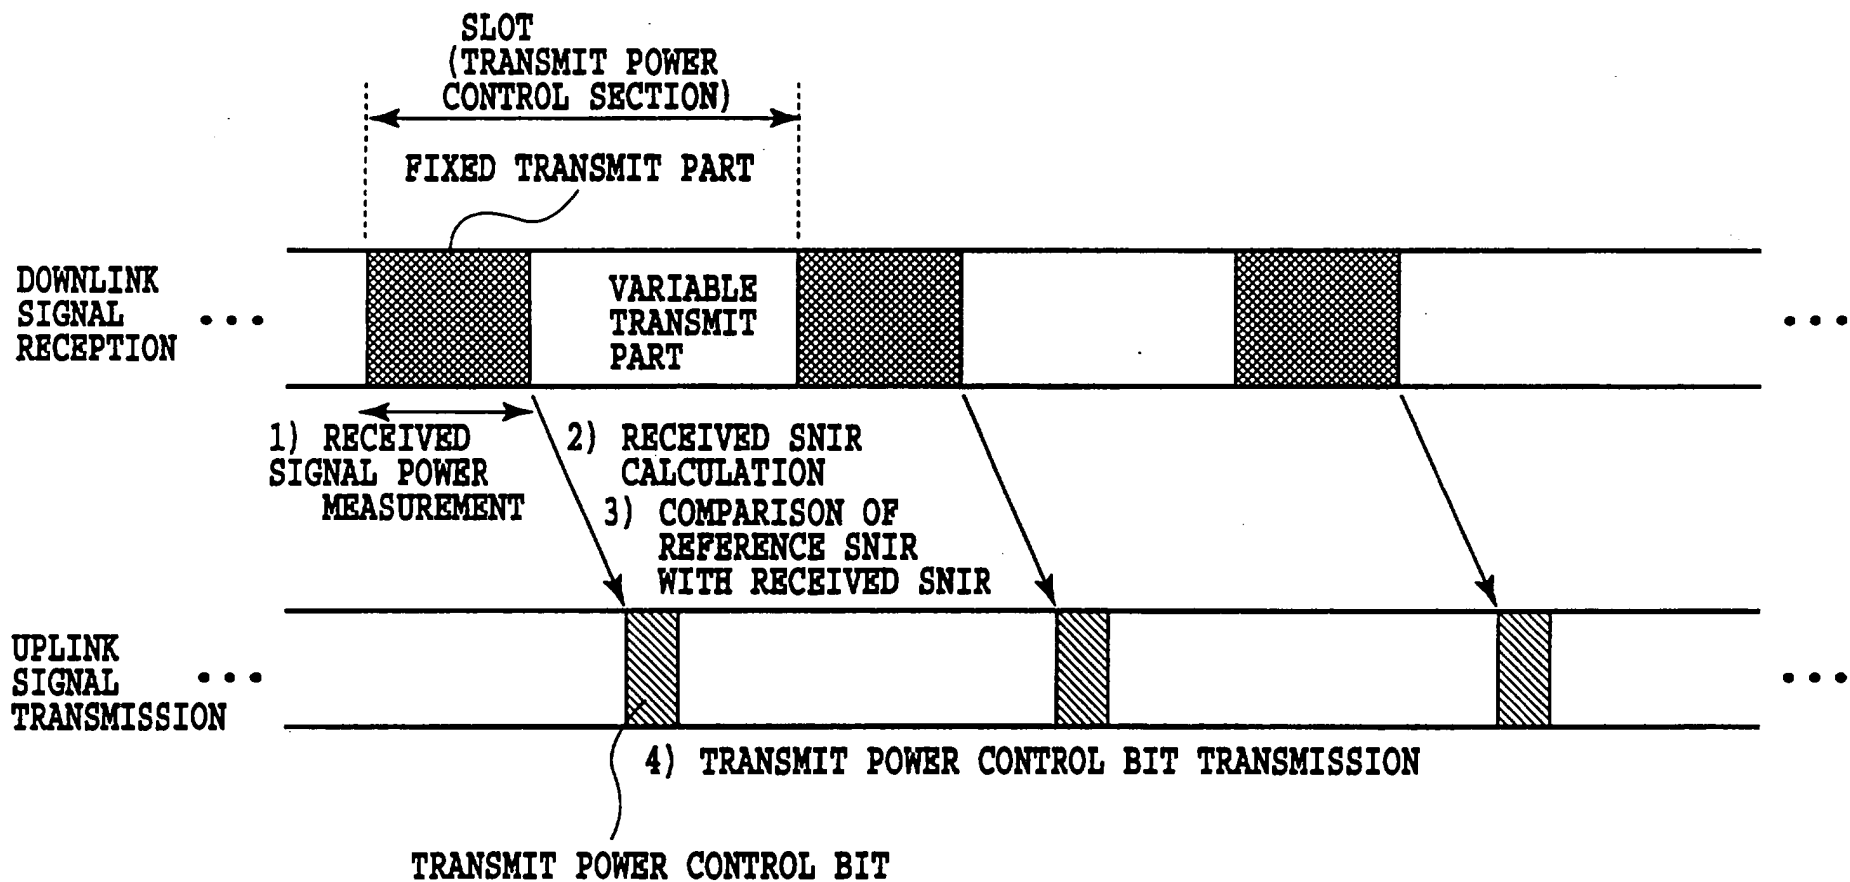 SLOT
(TRANSMIT POWER
CONTROL SECTION)
FIXED TRANSMIT PART
DOWNLINK
SIGNAL
RECEPTION
VARIABLE
TRANSMIT
PART
1) RECEIVED
SIGNAL POWER
MEASUREMENT
2) RECEIVED SNIR
CALCULATION
3) COMPARISON OF
REFERENCE SNIR
WITH RECEIVED SNIR
UPLINK
SIGNAL
TRANSMISSION
4) TRANSMIT POWER CONTROL BIT TRANSMISSION
TRANSMIT POWER CONTROL BIT